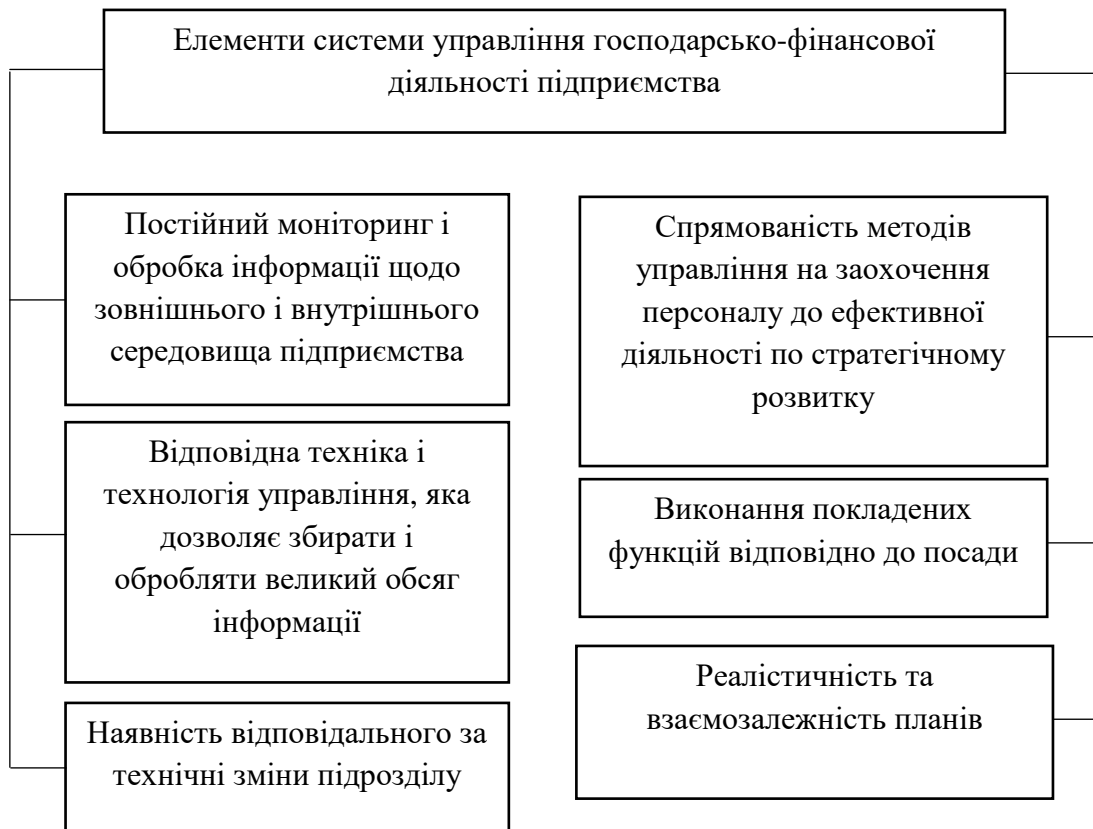 Елементи системи управління господарсько-фінансової
діяльності підприємства
Постійний моніторинг і
обробка інформації щодо
зовнішнього і внутрішнього
середовища підприємства
Відповідна техніка і
технологія управління, яка
дозволяє збирати і
обробляти великий обсяг
інформації
Наявність відповідального за
технічні зміни підрозділу
Спрямованість методів
управління на заохочення
персоналу до ефективної
діяльності по стратегічному
розвитку
Виконання покладених
функцій відповідно до посади
Реалістичність та
взаємозалежність планів